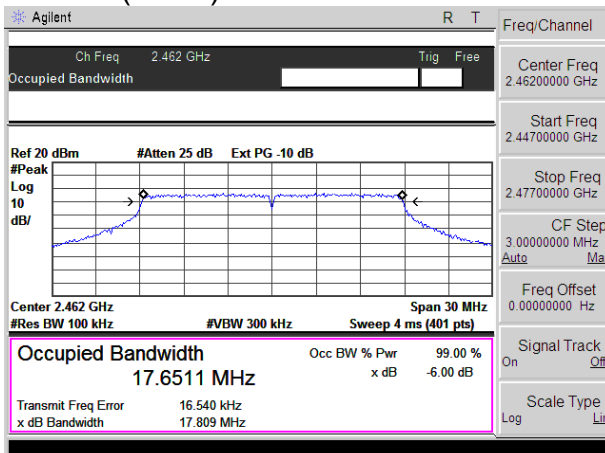 Agilent R T
Freq/Channel
Ch Freq 2.462 GHz Trig Free
Occupied Bandwidth
Center Freq
2.46200000 GHz
Start Freq
2.44700000 GHz
Stop Freq
2.47700000 GHz
CF Step
3.00000000 MHz
Auto Ma
Freq Offset
0.00000000 Hz
Signal Track
On Off
Scale Type
Log Li
Ref 20 dBm #Atten 25 dB Ext PG -10 dB
#Peak
Log
10
dB/
Center 2.462 GHz Span 30 MHz
#Res BW 100 kHz #VBW 300 kHz Sweep 4 ms (401 pts)
Occupied Bandwidth Occ BW % Pwr 99.00 %
17.6511 MHz x dB -6.00 dB
Transmit Freq Error 16.540 kHz
x dB Bandwidth 17.809 MHz